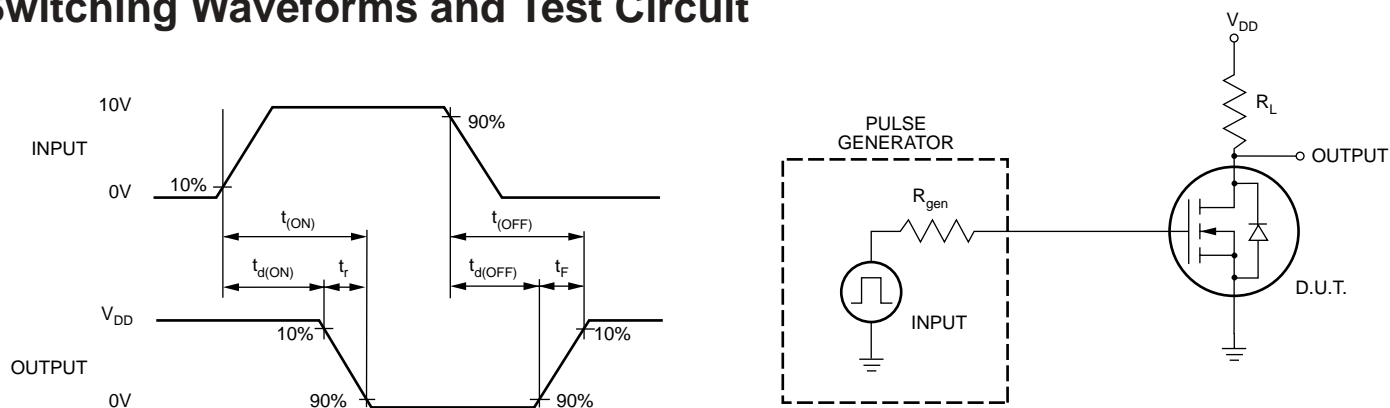 Switching Waveforms and Test Circuit
10V
INPUT
0V
10%
90%
t(ON)
t(OFF)
td(ON)
tr
td(OFF)
tF
VDD
OUTPUT
0V
10%
90%
10%
90%
PULSE
GENERATOR
Rgen
INPUT
VDD
RL
OUTPUT
D.U.T.